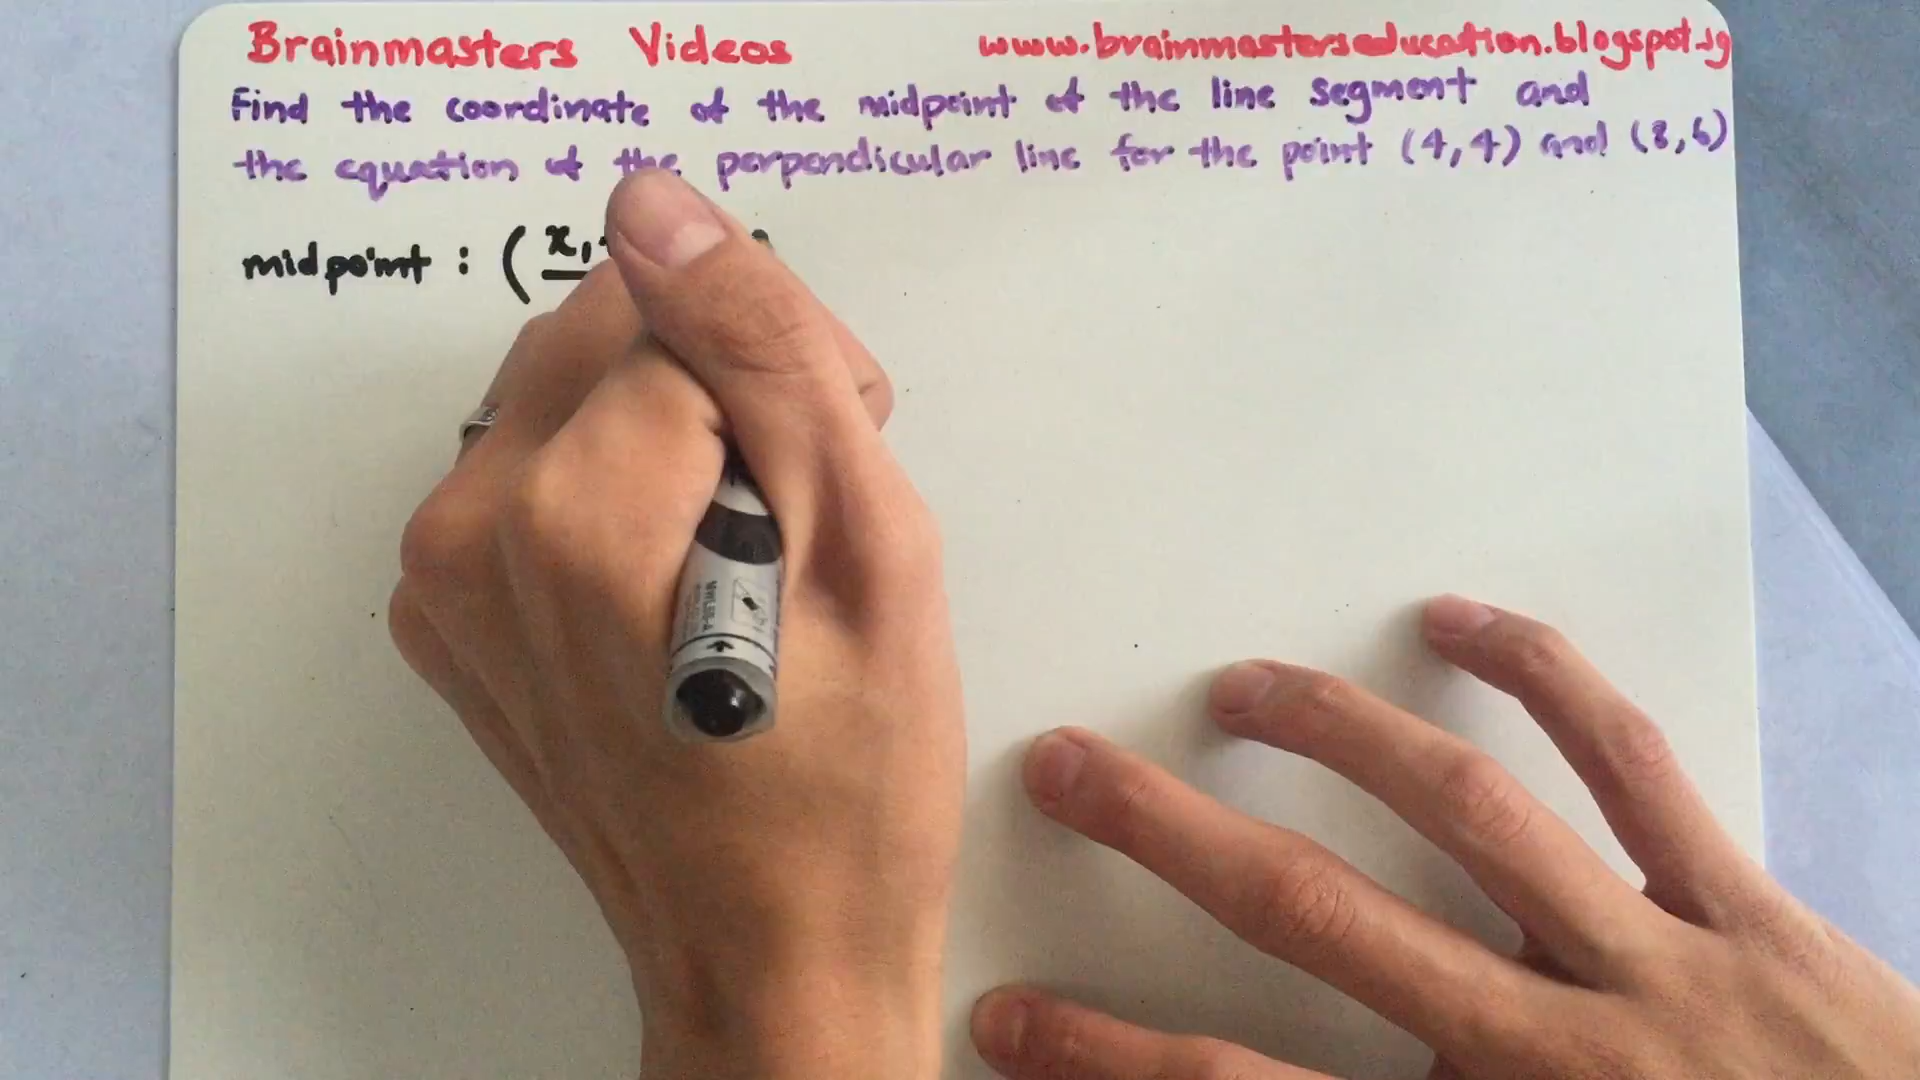 Brainmasters Videos www.brainmasterseducation.blogspot.sg
Find the coordinate of the midpoint of the line segment and
the equation of the perpendicular line for the point (4,4) and (8,6)
midpoint : (x₁